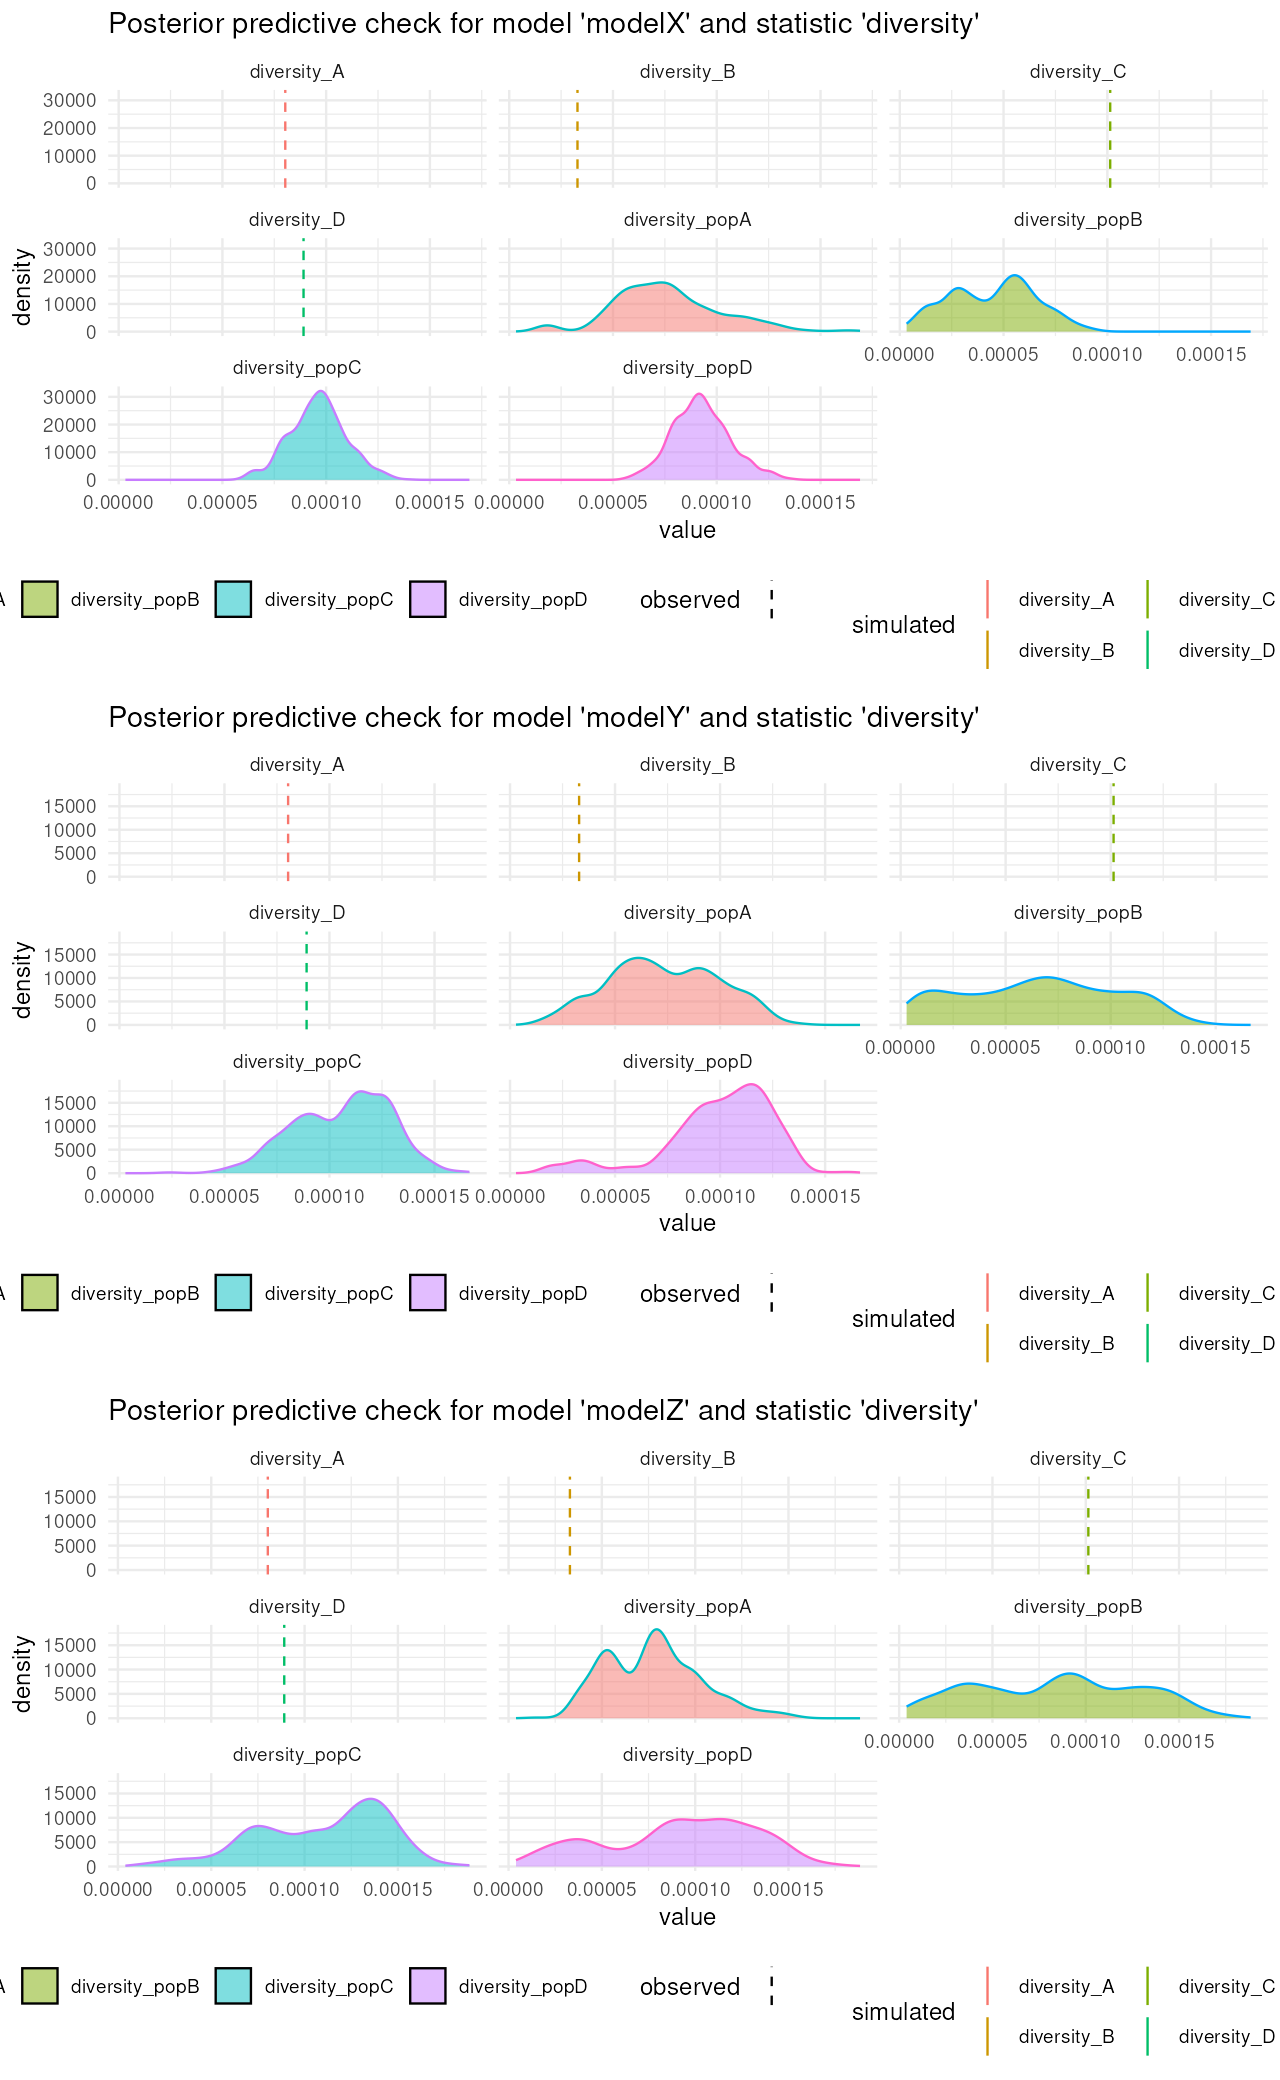 Posterior predictive check for model 'modelX' and statistic 'diversity'
diversity_A diversity_B diversity_C
30000
20000
10000
0
diversity_D diversity_popA diversity_popB
density
30000
20000
10000
0
0.00000 0.00005 0.00010 0.00015
diversity_popC diversity_popD
30000
20000
10000
0
0.00000 0.00005 0.00010 0.00015 0.00000 0.00005 0.00010 0.00015
value
A diversity_popB diversity_popC diversity_popD observed simulated diversity_A diversity_C
diversity_B diversity_D
Posterior predictive check for model 'modelY' and statistic 'diversity'
diversity_A diversity_B diversity_C
15000
10000
5000
0
diversity_D diversity_popA diversity_popB
density
15000
10000
5000
0
0.00000 0.00005 0.00010 0.00015
diversity_popC diversity_popD
15000
10000
5000
0
0.00000 0.00005 0.00010 0.00015 0.00000 0.00005 0.00010 0.00015
value
A diversity_popB diversity_popC diversity_popD observed simulated diversity_A diversity_C
diversity_B diversity_D
Posterior predictive check for model 'modelZ' and statistic 'diversity'
diversity_A diversity_B diversity_C
15000
10000
5000
0
diversity_D diversity_popA diversity_popB
density
15000
10000
5000
0
0.00000 0.00005 0.00010 0.00015
diversity_popC diversity_popD
15000
10000
5000
0
0.00000 0.00005 0.00010 0.00015 0.00000 0.00005 0.00010 0.00015
value
A diversity_popB diversity_popC diversity_popD observed simulated diversity_A diversity_C
diversity_B diversity_D